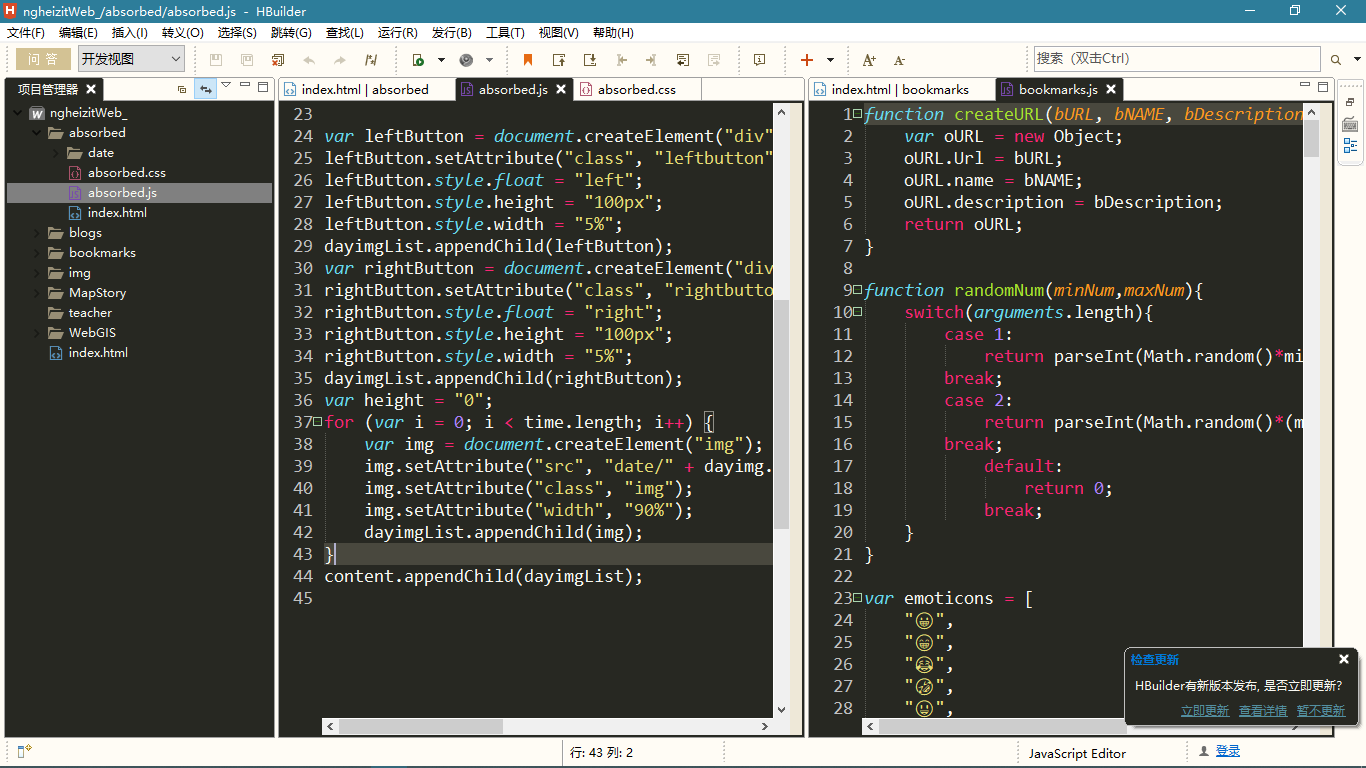 ngheizitWeb_/absorbed/absorbed.js - HBuilder
文件(F) 编辑(E) 插入(I) 转义(O) 选择(S) 跳转(G) 查找(L) 运行(R) 发行(B) 工具(T) 视图(V) 帮助(H)
问 答 开发视图 搜索（双击Ctrl）
项目管理器
ngheizitWeb_
absorbed
date
absorbed.css
absorbed.js
index.html
blogs
bookmarks
img
MapStory
teacher
WebGIS
index.html
index.html | absorbed absorbed.js absorbed.css
23
24 var leftButton = document.createElement("div"
25 leftButton.setAttribute("class", "leftbutton"
26 leftButton.style.float = "left";
27 leftButton.style.height = "100px";
28 leftButton.style.width = "5%";
29 dayimgList.appendChild(leftButton);
30 var rightButton = document.createElement("div
31 rightButton.setAttribute("class", "rightbutto
32 rightButton.style.float = "right";
33 rightButton.style.height = "100px";
34 rightButton.style.width = "5%";
35 dayimgList.appendChild(rightButton);
36 var height = "0";
37 for (var i = 0; i < time.length; i++) {
38 var img = document.createElement("img");
39 img.setAttribute("src", "date/" + dayimg.
40 img.setAttribute("class", "img");
41 img.setAttribute("width", "90%");
42 dayimgList.appendChild(img);
43 }
44 content.appendChild(dayimgList);
45
index.html | bookmarks bookmarks.js
1 function createURL(bURL, bNAME, bDescription
2 var oURL = new Object;
3 oURL.Url = bURL;
4 oURL.name = bNAME;
5 oURL.description = bDescription;
6 return oURL;
7 }
8
9 function randomNum(minNum,maxNum){
10 switch(arguments.length){
11 case 1:
12 return parseInt(Math.random()*mi
13 break;
14 case 2:
15 return parseInt(Math.random()*(m
16 break;
17 default:
18 return 0;
19 break;
20 }
21 }
22
23 var emoticons = [
24 "😀",
25 "😁",
26 "😂",
27 "🤣",
28 "😃",
检查更新
HBuilder有新版本发布, 是否立即更新?
立即更新 查看详情 暂不更新
行: 43 列: 2 JavaScript Editor 登录